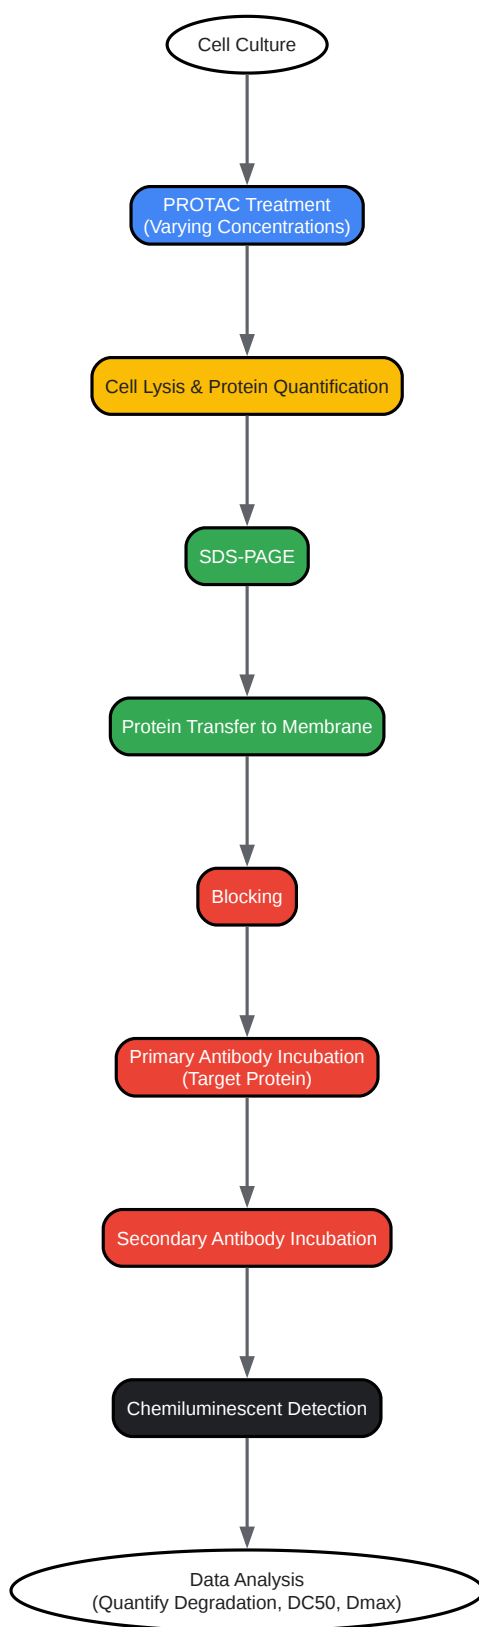 Cell Culture
PROTAC Treatment
(Varying Concentrations)
Cell Lysis & Protein Quantification
SDS-PAGE
Protein Transfer to Membrane
Blocking
Primary Antibody Incubation
(Target Protein)
Secondary Antibody Incubation
Chemiluminescent Detection
Data Analysis
(Quantify Degradation, DC50, Dmax)